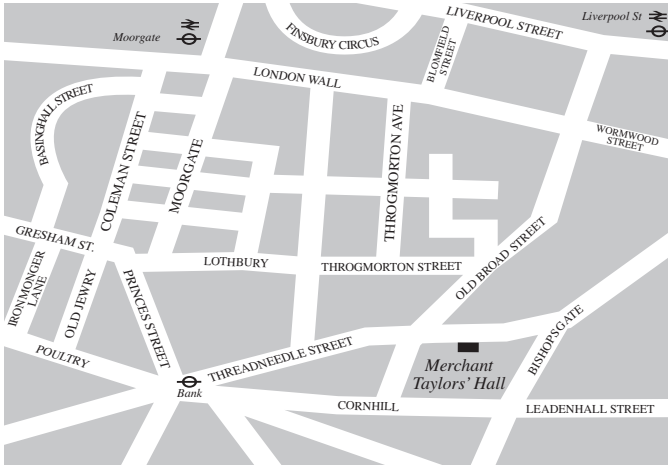 Moorgate
FINSBURY CIRCUS
LIVERPOOL STREET
Liverpool St
BLOMFIELD
STREET
LONDON WALL
WORMWOOD
STREET
BASINGHALL STREET
COLEMAN STREET
MOORGATE
THROGMORTON AVE
GRESHAM ST.
LOTHBURY
THROGMORTON STREET
OLD BROAD STREET
IRONMONGER
LANE
OLD JEWRY
PRINCES STREET
POULTRY
THREADNEEDLE STREET
BISHOPSGATE
Merchant
Taylors' Hall
Bank
CORNHILL
LEADENHALL STREET